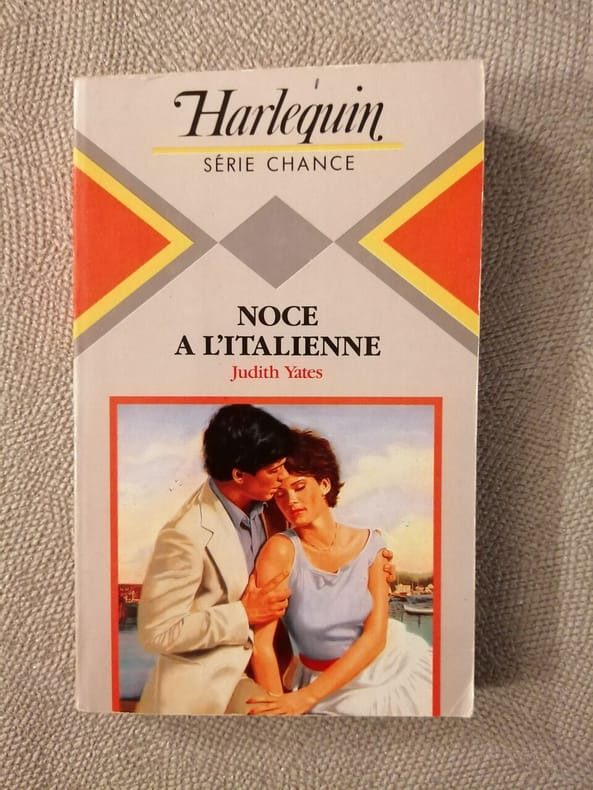 Harlequin
SÉRIE CHANCE
NOCE
A L'ITALIENNE
Judith Yates